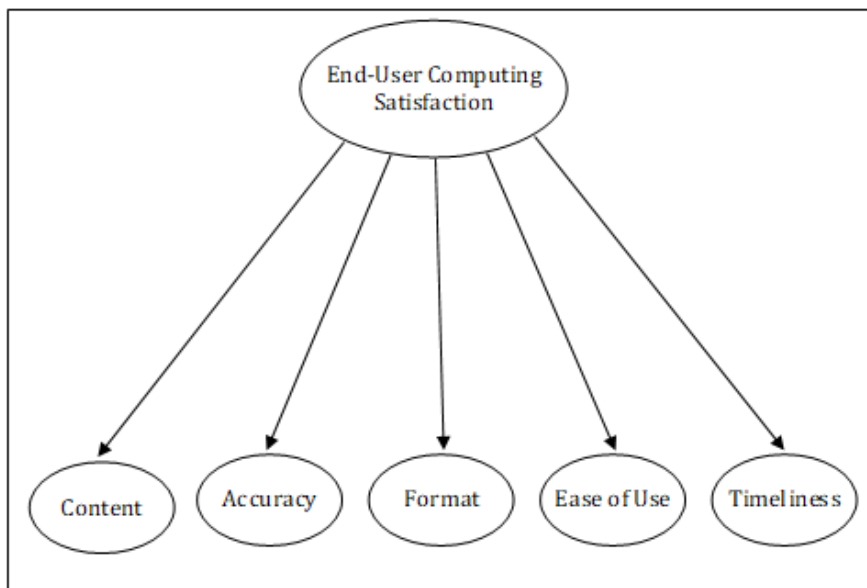 End-User Computing
Satisfaction
Content
Accuracy
Format
Ease of Use
Timeliness